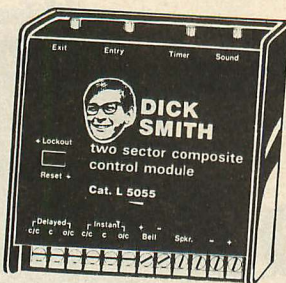 Exit Entry Timer Sound
DICK
SMITH
+ Lockout
Reset +
two sector composite
control module
Cat. L 5055
Delayed Instant + -
c/c c o/c c/c c o/c Bell Spkr. - +